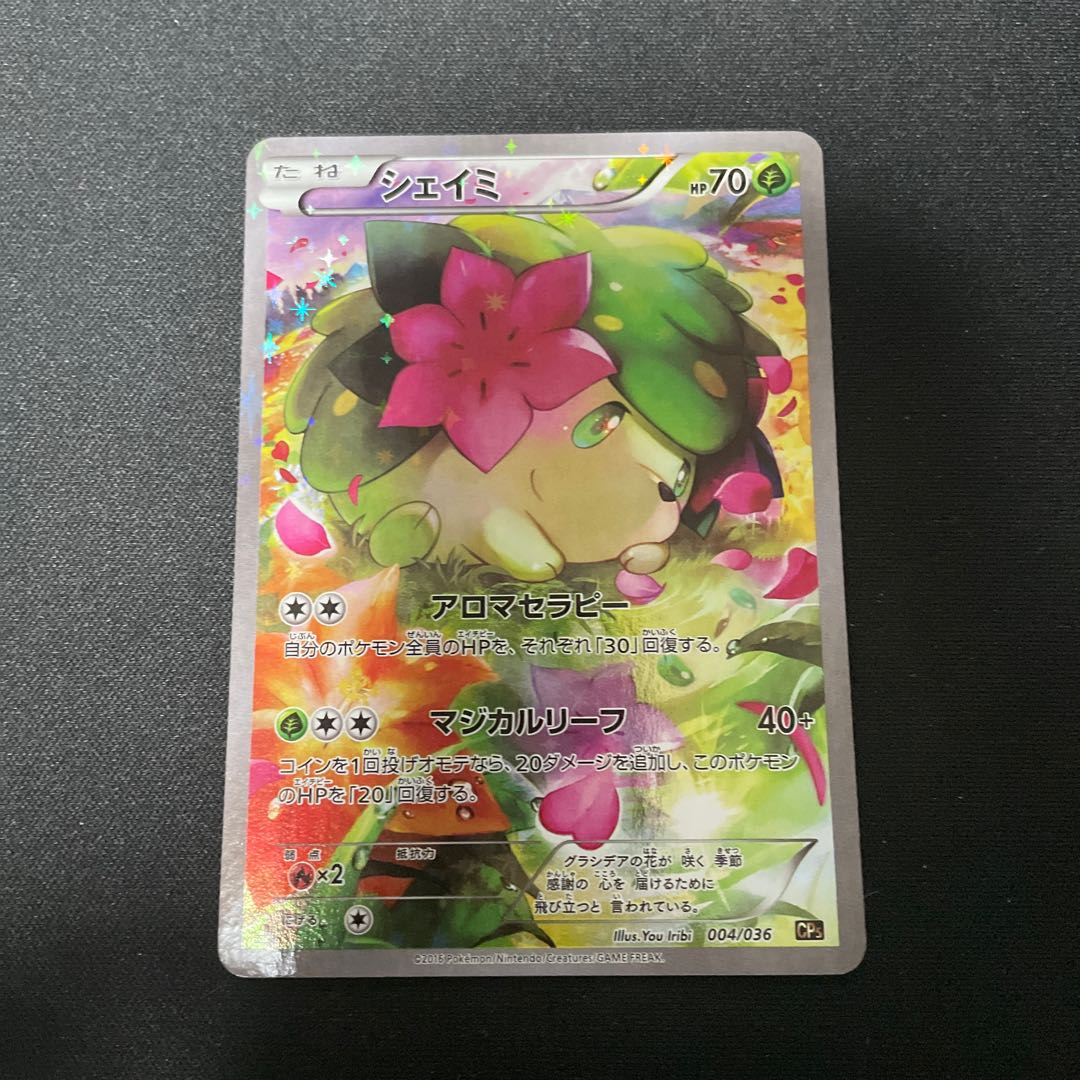 たね シェイミ HP70
アロマセラピー
自分のポケモン全員のHPを、それぞれ「30」回復する。
マジカルリーフ 40+
コインを1回投げオモテなら、20ダメージを追加し、このポケモン
のHPを「20」回復する。
弱点 抵抗力
×2
にげる
グラシデアの花が 咲く 季節
感謝の 心を 届けるために
飛び立つと 言われている。
Illus. You Iribi 004/036 CP5
©2016 Pokémon/Nintendo/Creatures/GAME FREAK.